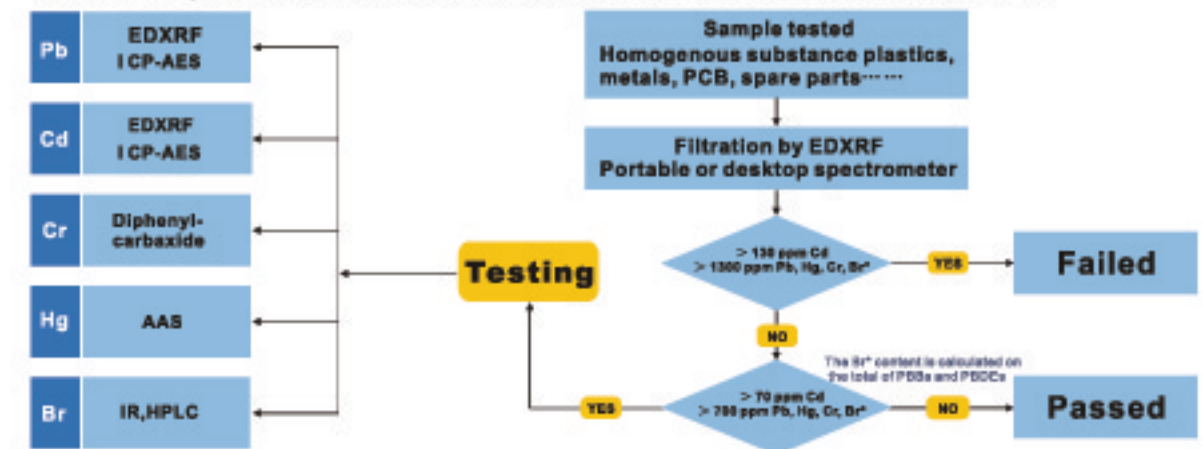 Pb
EDXRF
ICP-AES
Cd
EDXRF
ICP-AES
Cr
Diphenyl-
carbaxide
Hg
AAS
Br
IR,HPLC
Testing
Sample tested
Homogenous substance plastics,
metals, PCB, spare parts······
Filtration by EDXRF
Portable or desktop spectrometer
> 130 ppm Cd
> 1300 ppm Pb, Hg, Cr, Br*
YES
Failed
NO
The Br* content is calculated on
the total of PBBs and PBDEs
> 70 ppm Cd
> 700 ppm Pb, Hg, Cr, Br*
YES
NO
Passed